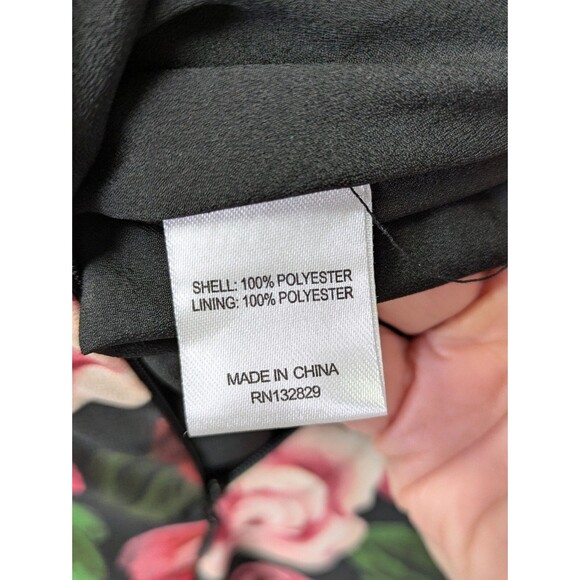 SHELL: 100% POLYESTER
LINING: 100% POLYESTER
MADE IN CHINA
RN132829